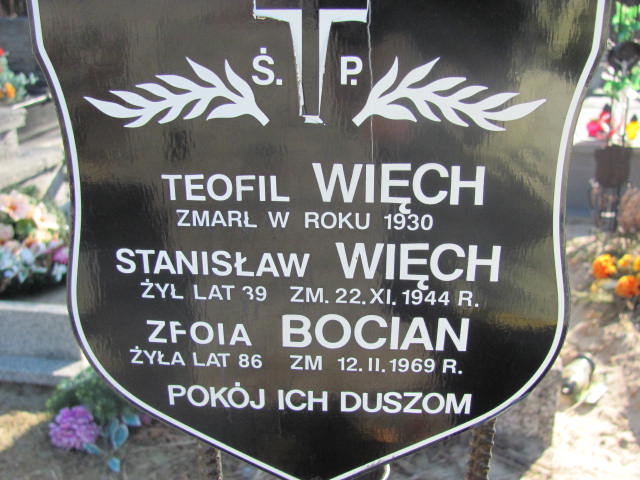 Ś. P.
TEOFIL WIĘCH
ZMARŁ W ROKU 1930
STANISŁAW WIĘCH
ŻYŁ LAT 39 ZM. 22. XI. 1944 R.
BOCIAN
ŻYŁA LAT 86 ZM 12. II. 1969 R.
POKÓJ ICH DUSZOM